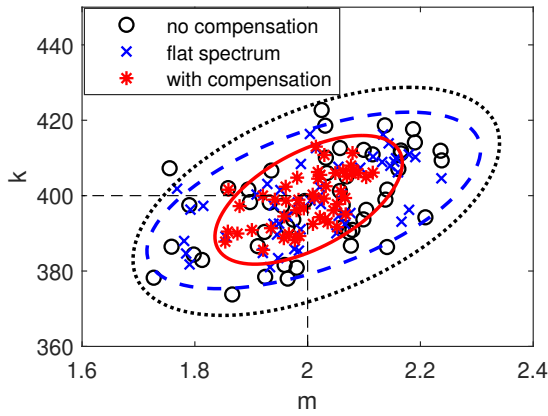 450
no compensation
flat spectrum
with compensation
420
400
380
360
k
1.6
1.8
2
2.2
2.4
m